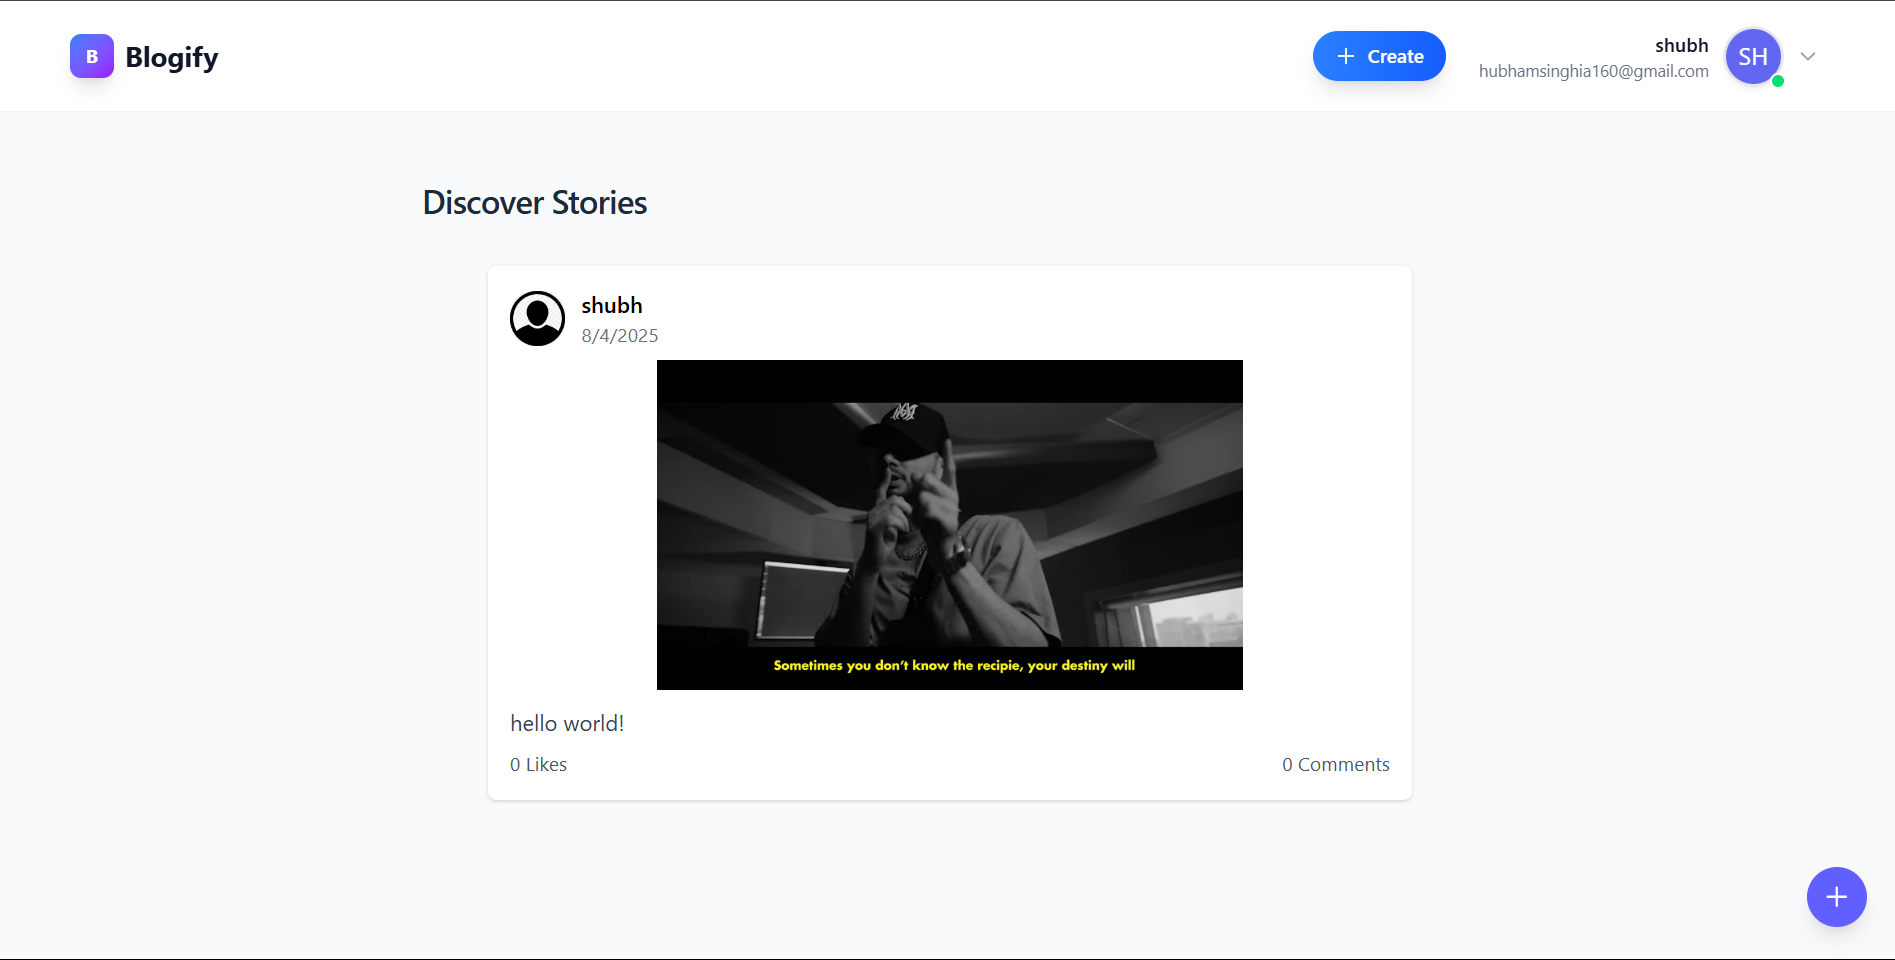 B Blogify
+ Create
shubh
hubhamsinghia160@gmail.com
SH
Discover Stories
shubh
8/4/2025
Sometimes you don't know the recipie, your destiny will
hello world!
0 Likes
0 Comments
+